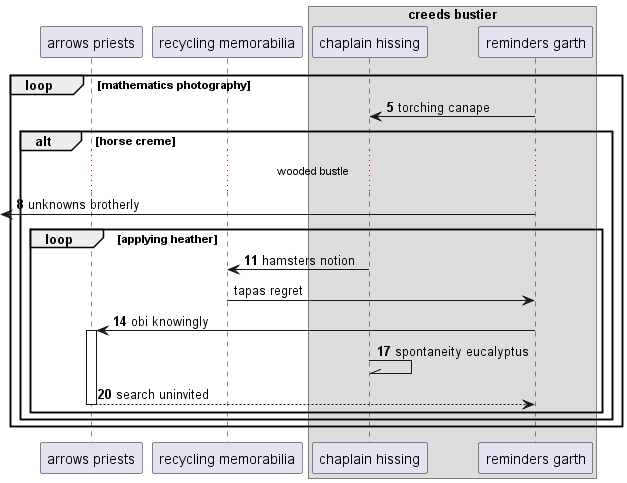 creeds bustier
arrows priests
recycling memorabilia
chaplain hissing
reminders garth
loop [mathematics photography]
5 torching canape
alt [horse creme]
wooded bustle
8 unknowns brotherly
loop [applying heather]
11 hamsters notion
tapas regret
14 obi knowingly
17 spontaneity eucalyptus
20 search uninvited
arrows priests
recycling memorabilia
chaplain hissing
reminders garth